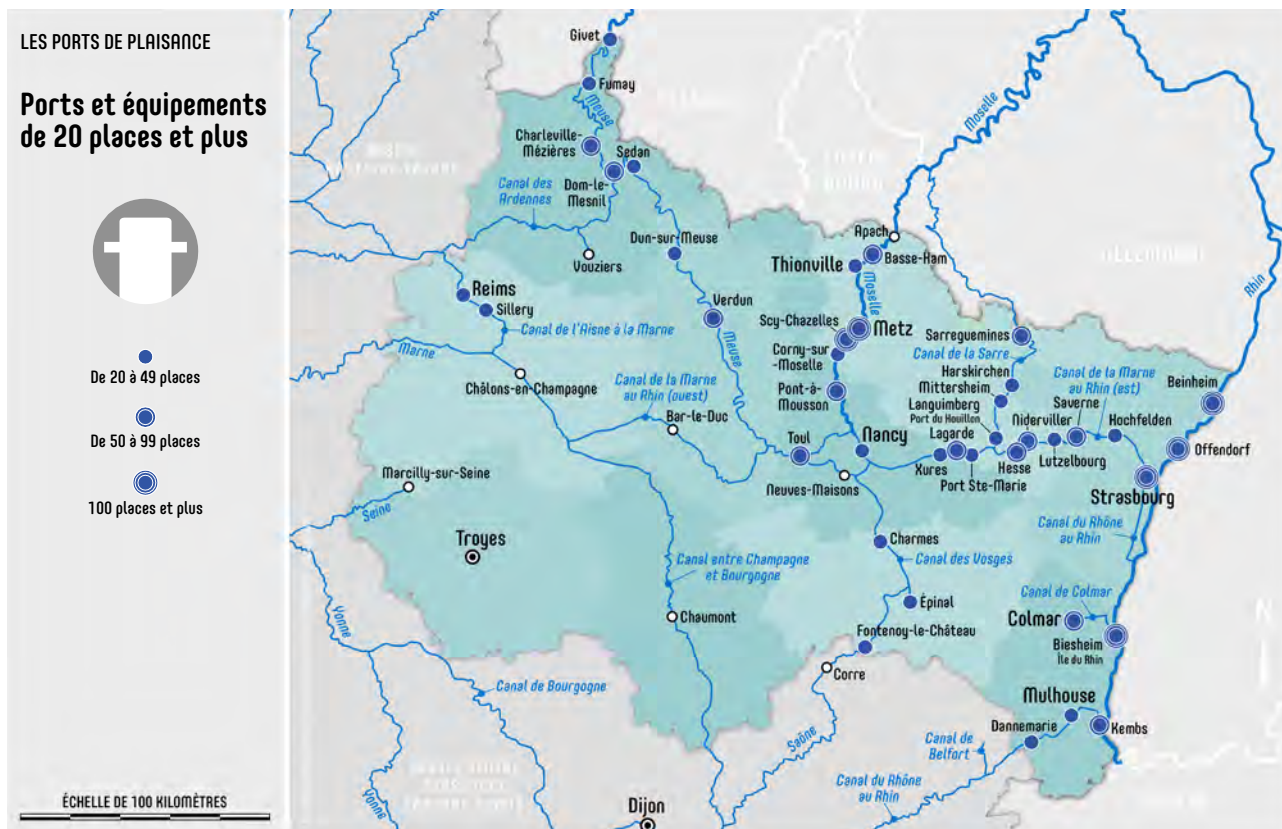 LES PORTS DE PLAISANCE
Ports et équipements
de 20 places et plus
De 20 à 49 places
De 50 à 99 places
100 places et plus
ÉCHELLE DE 100 KILOMÈTRES
Givet
Fumay
Meuse
Charleville-
Mézières
Sedan
Dom-le-
Mesnil
Canal des
Ardennes
Vouziers
Dun-sur-Meuse
Moselle
Apach
Basse-Ham
Thionville
Moselle
ALLEMAGNE
Rhin
Reims
Sillery
Canal de l'Aisne à la Marne
Marne
Châlons-en-Champagne
Verdun
Meuse
Scy-Chazelles
Metz
Corny-sur
-Moselle
Pont-à-
Mousson
Sarreguemines
Canal de la Sarre
Harskirchen
Mittersheim
Languimberg
Port du Houillon
Canal de la Marne
au Rhin (est)
Beinheim
Canal de la Marne
au Rhin (ouest)
Bar-le-Duc
Toul
Nancy
Neuves-Maisons
Lagarde
Xures
Port Ste-Marie
Niderviller
Hesse
Saverne
Lutzelbourg
Hochfelden
Offendorf
Strasbourg
Marcilly-sur-Seine
Seine
Troyes
Canal entre Champagne
et Bourgogne
Chaumont
Charmes
Canal des Vosges
Épinal
Fontenoy-le-Château
Corre
Canal du Rhône
au Rhin
Canal de Colmar
Colmar
Biesheim
Île du Rhin
Mulhouse
Dannemarie
Kembs
Yonne
Canal de Bourgogne
Saône
Canal de
Belfort
Canal du Rhône
au Rhin
Yonne
Dijon